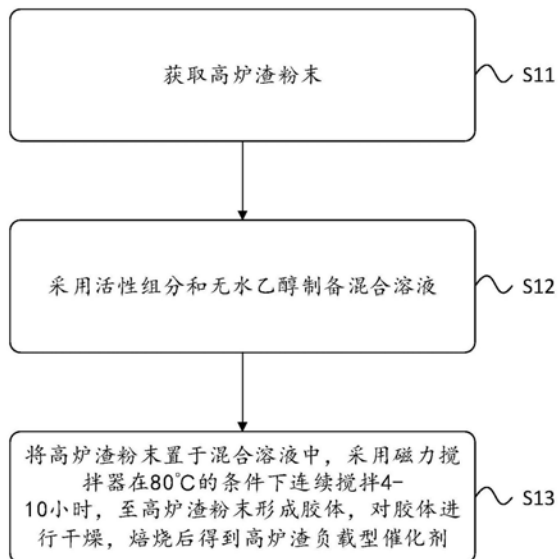 获取高炉渣粉末
S11
采用活性组分和无水乙醇制备混合溶液
S12
将高炉渣粉末置于混合溶液中，采用磁力搅
拌器在80℃的条件下连续搅拌4-
10小时，至高炉渣粉末形成胶体，对胶体进
行干燥，焙烧后得到高炉渣负载型催化剂
S13